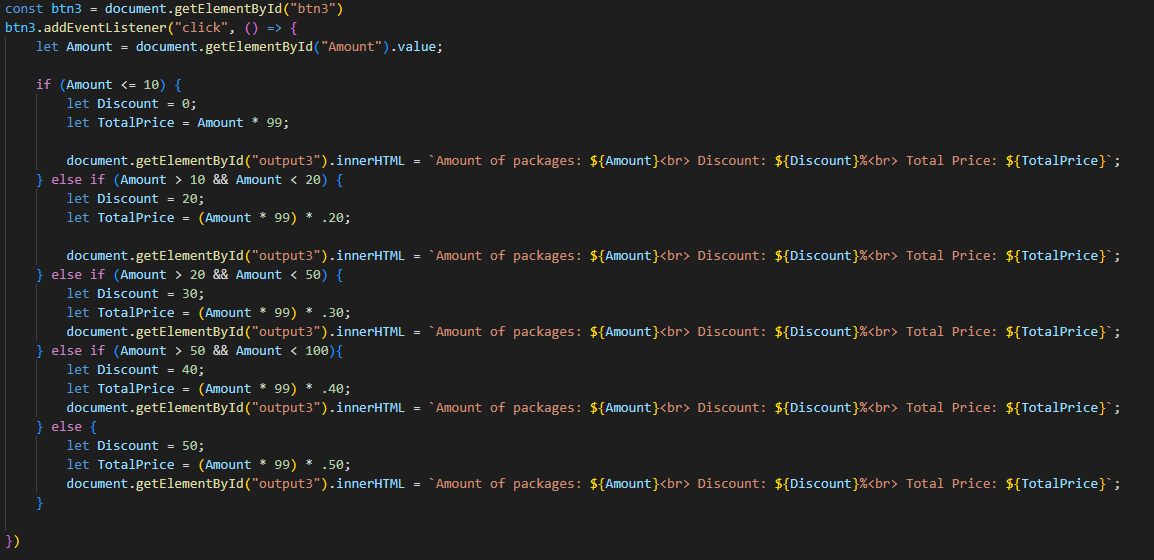 const btn3 = document.getElementById("btn3")
btn3.addEventListener("click", () => {
    let Amount = document.getElementById("Amount").value;

    if (Amount <= 10) {
        let Discount = 0;
        let TotalPrice = Amount * 99;

        document.getElementById("output3").innerHTML = `Amount of packages: ${Amount}<br> Discount: ${Discount}%<br> Total Price: ${TotalPrice}`;
    } else if (Amount > 10 && Amount < 20) {
        let Discount = 20;
        let TotalPrice = (Amount * 99) * .20;

        document.getElementById("output3").innerHTML = `Amount of packages: ${Amount}<br> Discount: ${Discount}%<br> Total Price: ${TotalPrice}`;
    } else if (Amount > 20 && Amount < 50) {
        let Discount = 30;
        let TotalPrice = (Amount * 99) * .30;
        document.getElementById("output3").innerHTML = `Amount of packages: ${Amount}<br> Discount: ${Discount}%<br> Total Price: ${TotalPrice}`;
    } else if (Amount > 50 && Amount < 100){
        let Discount = 40;
        let TotalPrice = (Amount * 99) * .40;
        document.getElementById("output3").innerHTML = `Amount of packages: ${Amount}<br> Discount: ${Discount}%<br> Total Price: ${TotalPrice}`;
    } else {
        let Discount = 50;
        let TotalPrice = (Amount * 99) * .50;
        document.getElementById("output3").innerHTML = `Amount of packages: ${Amount}<br> Discount: ${Discount}%<br> Total Price: ${TotalPrice}`;
    }

})